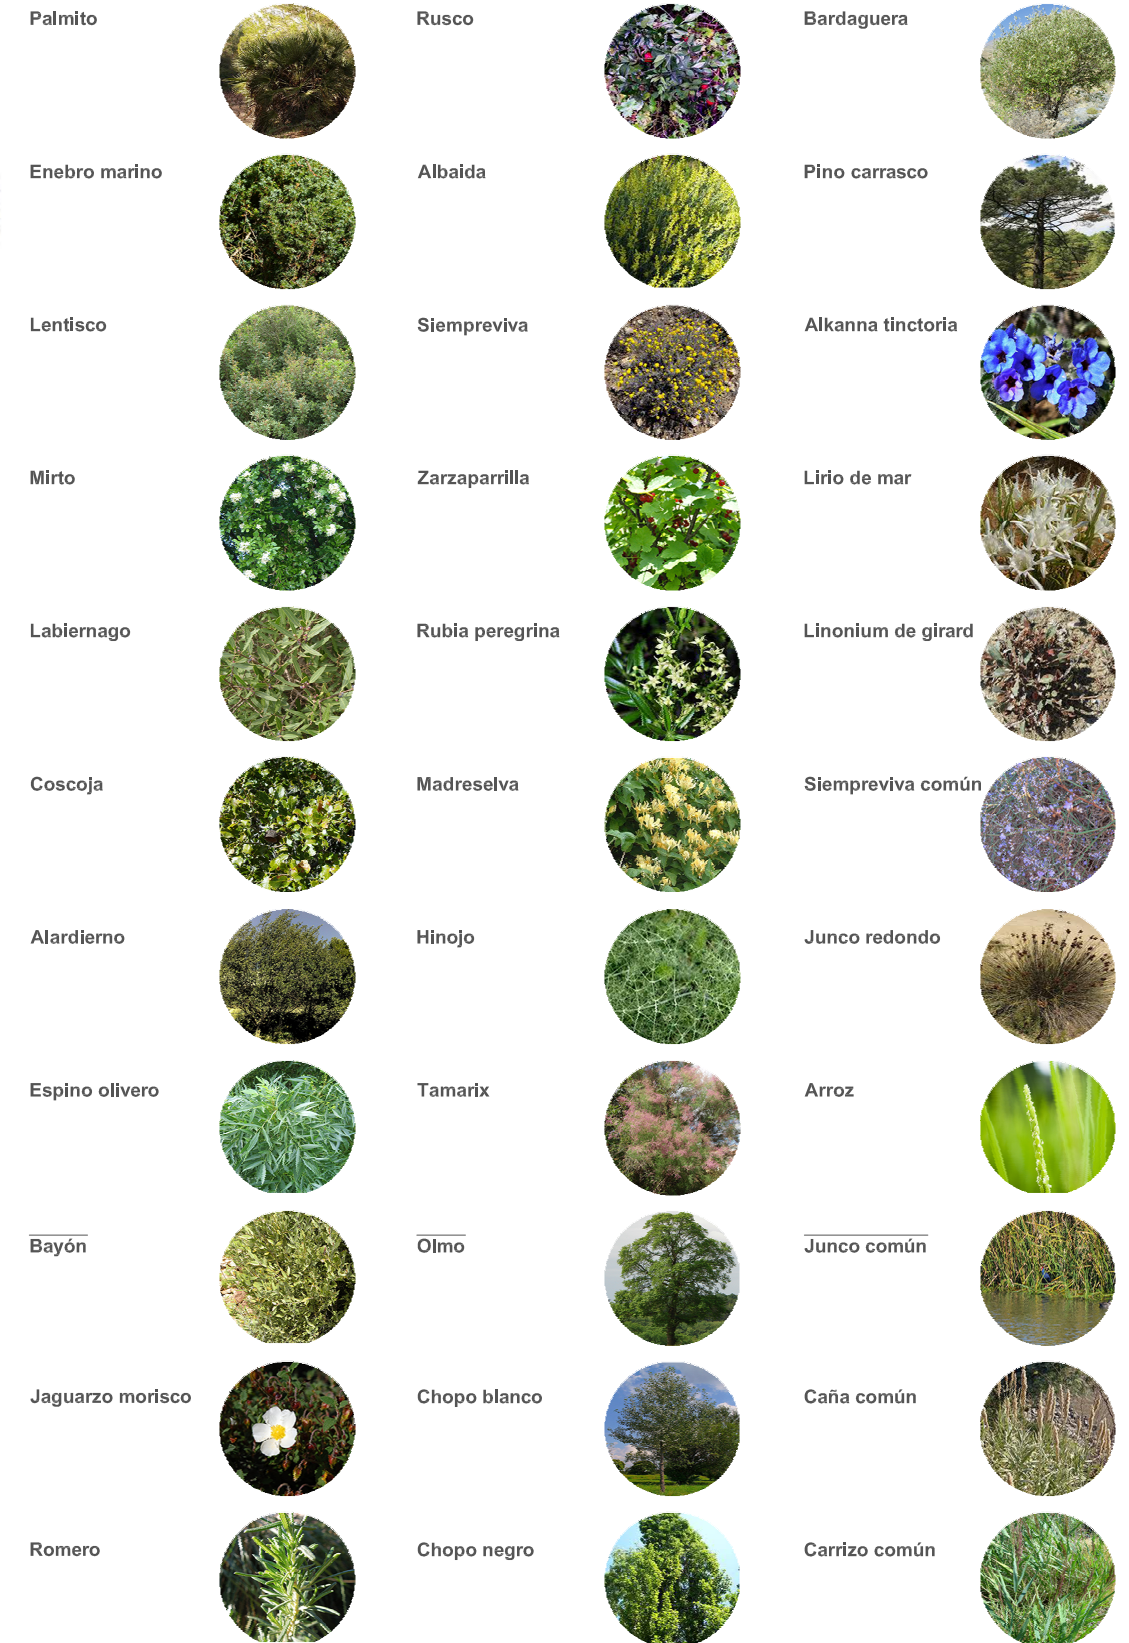 Palmito
Rusco
Bardaguera
Enebro marino
Albaida
Pino carrasco
Lentisco
Siempreviva
Alkanna tinctoria
Mirto
Zarzaparrilla
Lirio de mar
Labiernago
Rubia peregrina
Linonium de girard
Coscoja
Madreselva
Siempreviva común
Alardierno
Hinojo
Junco redondo
Espino olivero
Tamarix
Arroz
Bayón
Olmo
Junco común
Jaguarzo morisco
Chopo blanco
Caña común
Romero
Chopo negro
Carrizo común